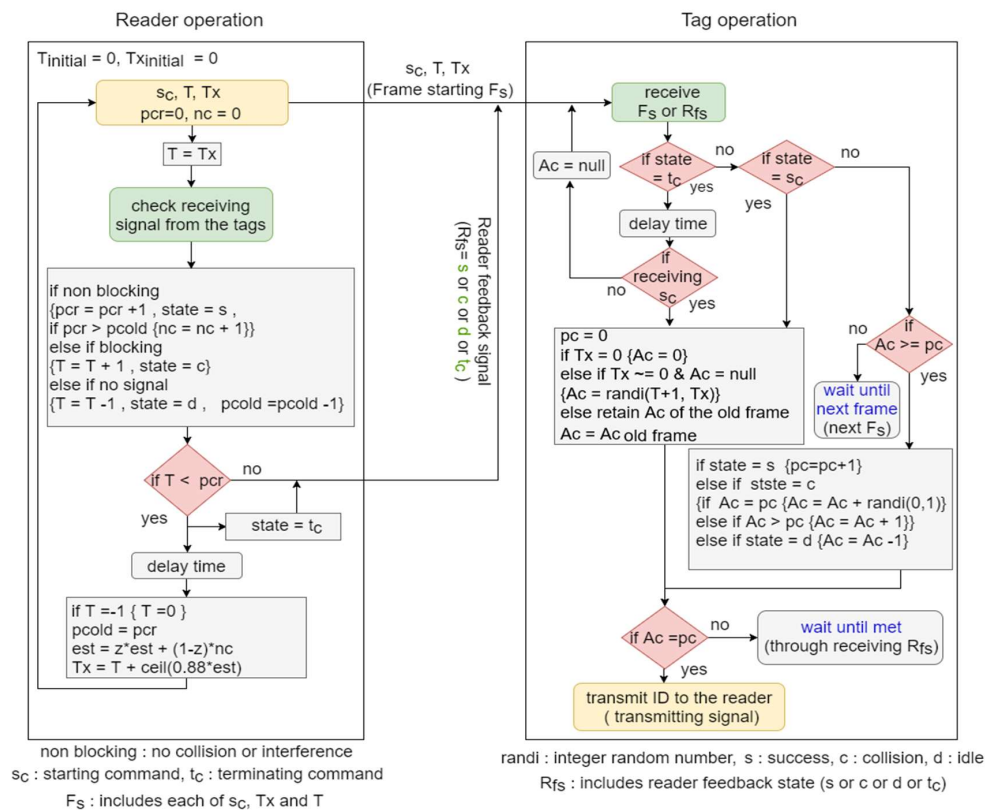 Reader operation
Tag operation
Tinitial = 0, Txinitial = 0
sc, T, Tx
pcr=0, nc = 0
T = Tx
check receiving
signal from the tags
if non blocking
{pcr = pcr +1 , state = s ,
if pcr > pcold {nc = nc + 1}}
else if blocking
{T = T + 1 , state = c}
else if no signal
{T = T -1 , state = d , pcold =pcold -1}
if T < pcr
no
yes
state = tc
delay time
if T =-1 { T =0 }
pcold = pcr
est = z*est + (1-z)*nc
Tx = T + ceil(0.88*est)
sc, T, Tx
(Frame starting Fs)
Reader feedback signal
(Rfs= s or c or d or tc )
receive
Fs or Rfs
Ac = null
if state
= tc
no
yes
if state
= sc
no
yes
delay time
if
receiving
sc
no
yes
pc = 0
if Tx = 0 {Ac = 0}
else if Tx ~= 0 & Ac = null
{Ac = randi(T+1, Tx)}
else retain Ac of the old frame
Ac = Ac old frame
if
Ac >= pc
no
yes
wait until
next frame
(next Fs)
if state = s {pc=pc+1}
else if stste = c
{if Ac = pc {Ac = Ac + randi(0,1)}
else if Ac > pc {Ac = Ac + 1}}
else if state = d {Ac = Ac -1}
if Ac =pc
no
yes
wait until met
(through receiving Rfs)
transmit ID to the reader
( transmitting signal)
non blocking : no collision or interference
sc : starting command, tc : terminating command
Fs : includes each of sc, Tx and T
randi : integer random number, s : success, c : collision, d : idle
Rfs : includes reader feedback state (s or c or d or tc)